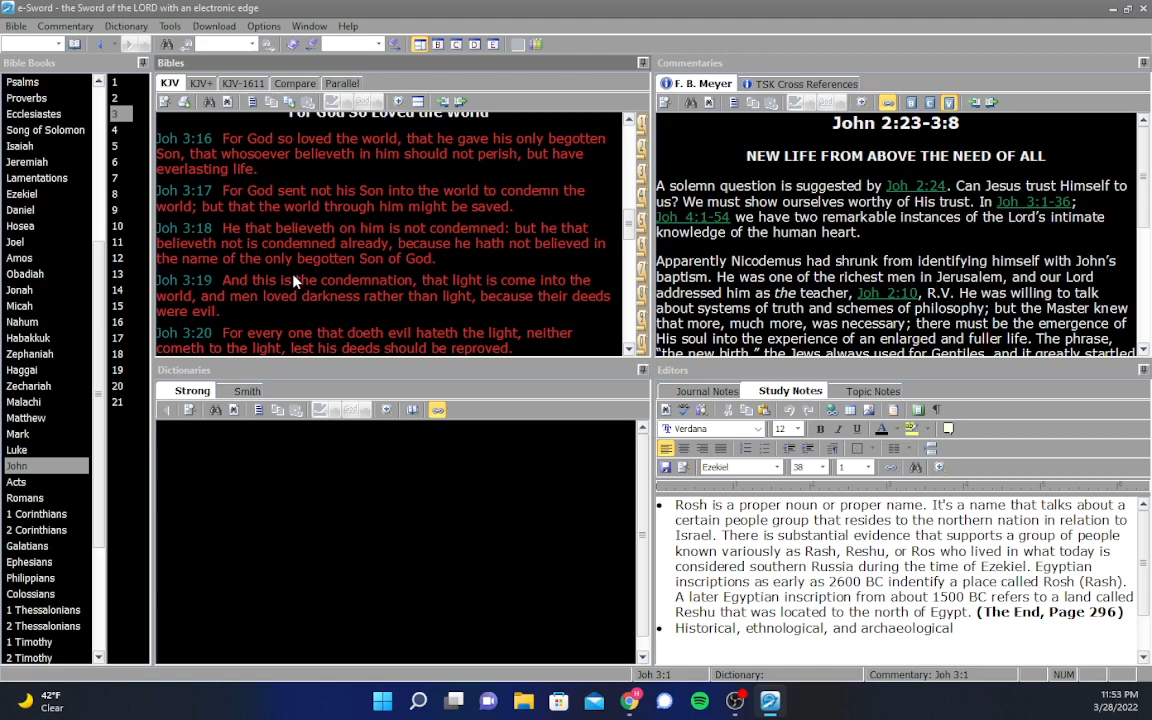 e-Sword - the Sword of the LORD with an electronic edge
Bible Commentary Dictionary Tools Download Options Window Help
B C D E
Bible Books
Psalms
Proverbs
Ecclesiastes
Song of Solomon
Isaiah
Jeremiah
Lamentations
Ezekiel
Daniel
Hosea
Joel
Amos
Obadiah
Jonah
Micah
Nahum
Habakkuk
Zephaniah
Haggai
Zechariah
Malachi
Matthew
Mark
Luke
John
Acts
Romans
1 Corinthians
2 Corinthians
Galatians
Ephesians
Philippians
Colossians
1 Thessalonians
2 Thessalonians
1 Timothy
2 Timothy
1
2
3
4
5
6
7
8
9
10
11
12
13
14
15
16
17
18
19
20
21
Bibles
KJV KJV+ KJV-1611 Compare Parallel
For God So Loved the World
Joh 3:16 For God so loved the world, that he gave his only begotten
Son, that whosoever believeth in him should not perish, but have
everlasting life.
Joh 3:17 For God sent not his Son into the world to condemn the
world; but that the world through him might be saved.
Joh 3:18 He that believeth on him is not condemned: but he that
believeth not is condemned already, because he hath not believed in
the name of the only begotten Son of God.
Joh 3:19 And this is the condemnation, that light is come into the
world, and men loved darkness rather than light, because their deeds
were evil.
Joh 3:20 For every one that doeth evil hateth the light, neither
cometh to the light, lest his deeds should be reproved.
Commentaries
F. B. Meyer TSK Cross References
B C V
John 2:23-3:8
NEW LIFE FROM ABOVE THE NEED OF ALL
A solemn question is suggested by Joh_2:24. Can Jesus trust Himself to
us? We must show ourselves worthy of His trust. In Joh_3:1-36;
Joh_4:1-54 we have two remarkable instances of the Lord's intimate
knowledge of the human heart.
Apparently Nicodemus had shrunk from identifying himself with John's
baptism. He was one of the richest men in Jerusalem, and our Lord
addressed him as the teacher, Joh_2:10, R.V. He was willing to talk
about systems of truth and schemes of philosophy; but the Master knew
that more, much more, was necessary; there must be the emergence of
His soul into the experience of an enlarged and fuller life. The phrase,
"the new birth," the Jews always used for Gentiles, and it greatly startled
Dictionaries
Strong Smith
Editors
Journal Notes Study Notes Topic Notes
Verdana 12 B I U A
Ezekiel 38 1
Rosh is a proper noun or proper name. It's a name that talks about a
certain people group that resides to the northern nation in relation to
Israel. There is substantial evidence that supports a group of people
known variously as Rash, Reshu, or Ros who lived in what today is
considered southern Russia during the time of Ezekiel. Egyptian
inscriptions as early as 2600 BC indentify a place called Rosh (Rash).
A later Egyptian inscription from about 1500 BC refers to a land called
Reshu that was located to the north of Egypt. (The End, Page 296)
Historical, ethnological, and archaeological
Joh 3:1 Dictionary: Commentary: Joh 3:1 NUM
42°F
Clear
11:53 PM
3/28/2022